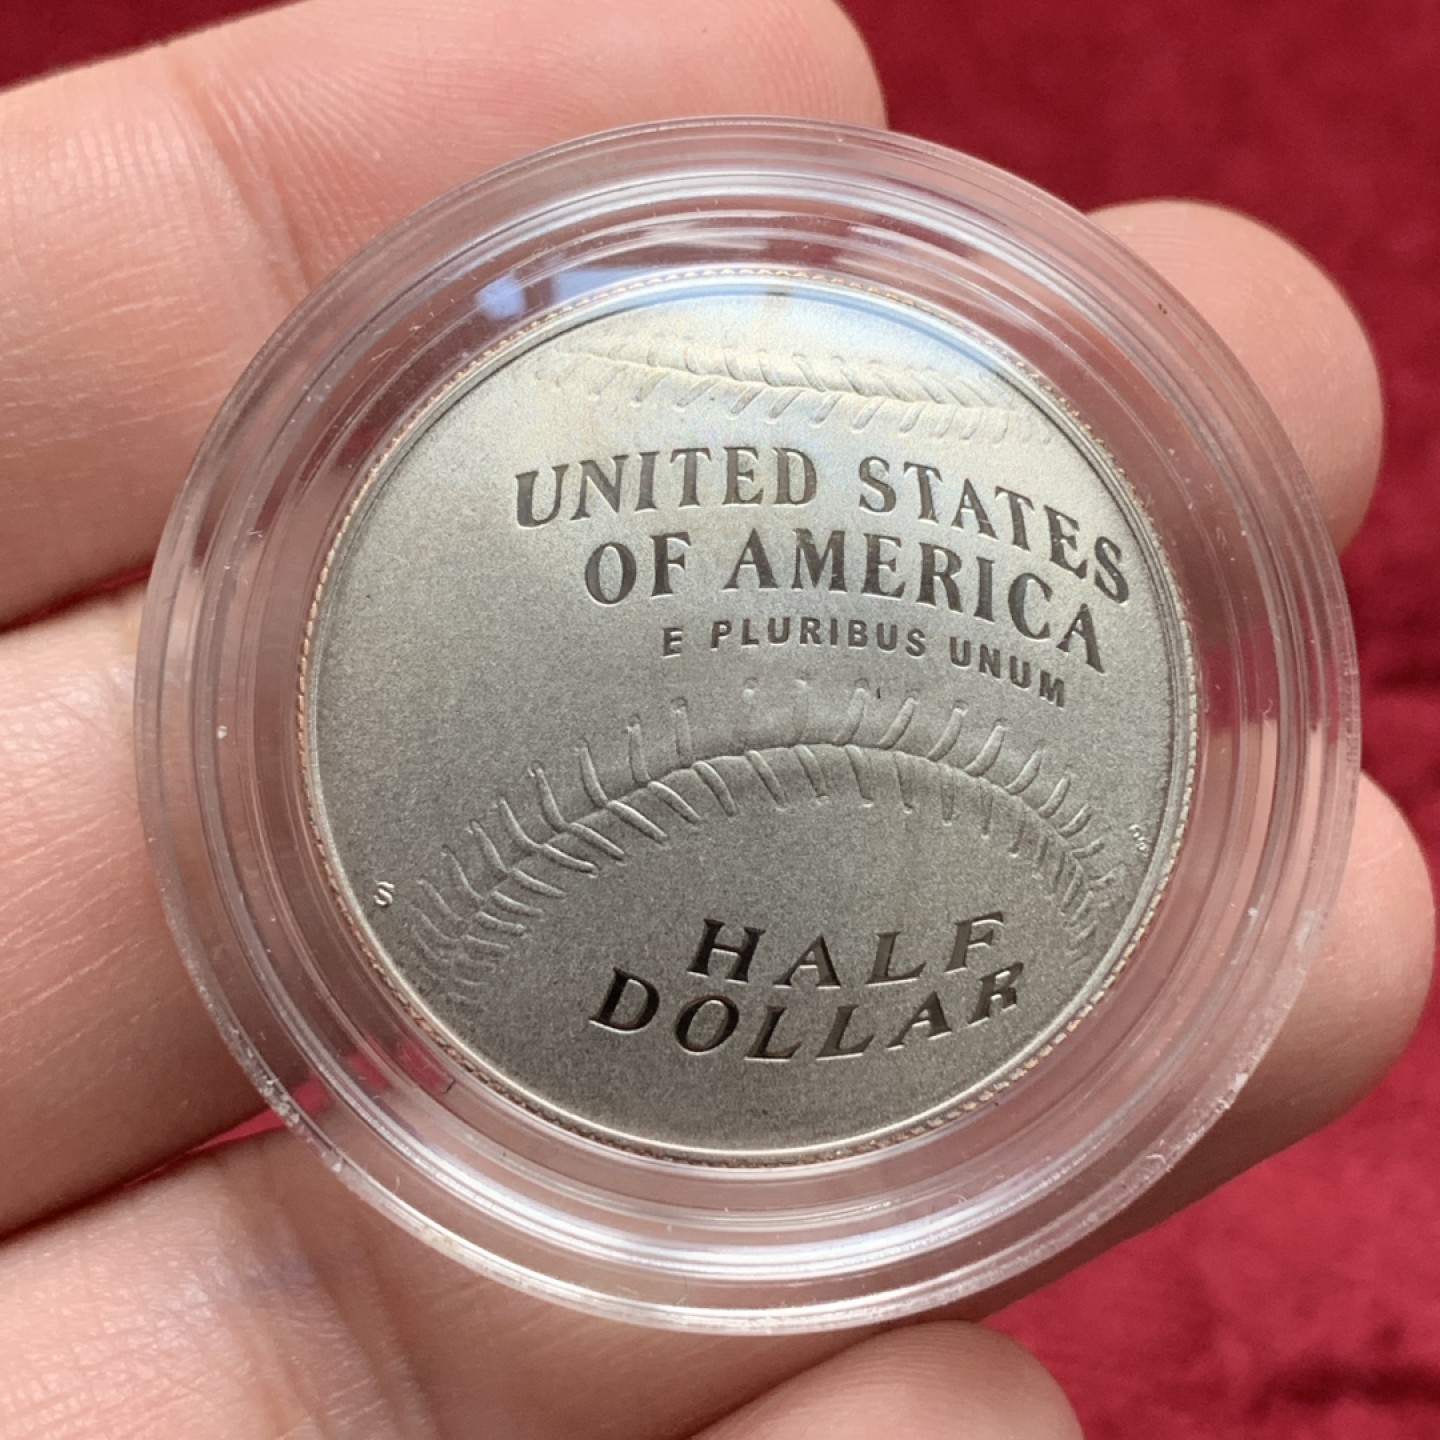 UNITED STATES
OF AMERICA
E PLURIBUS UNUM
S
HALF
DOLLAR